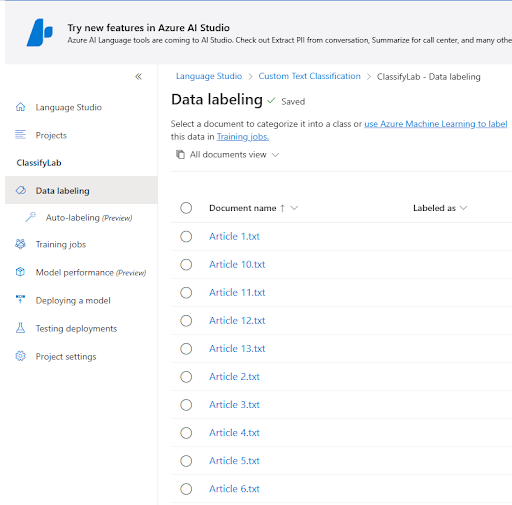 Try new features in Azure AI Studio
Azure AI Language tools are coming to AI Studio. Check out Extract PII from conversation, Summarize for call center, and many othe
«
Language Studio > Custom Text Classification > ClassifyLab - Data labeling
Data labeling ✓ Saved
Select a document to categorize it into a class or use Azure Machine Learning to label
this data in Training jobs.
All documents view
Language Studio
Projects
ClassifyLab
Data labeling
Auto-labeling (Preview)
Training jobs
Model performance (Preview)
Deploying a model
Testing deployments
Project settings
Document name ↑ Labeled as
Article 1.txt
Article 10.txt
Article 11.txt
Article 12.txt
Article 13.txt
Article 2.txt
Article 3.txt
Article 4.txt
Article 5.txt
Article 6.txt